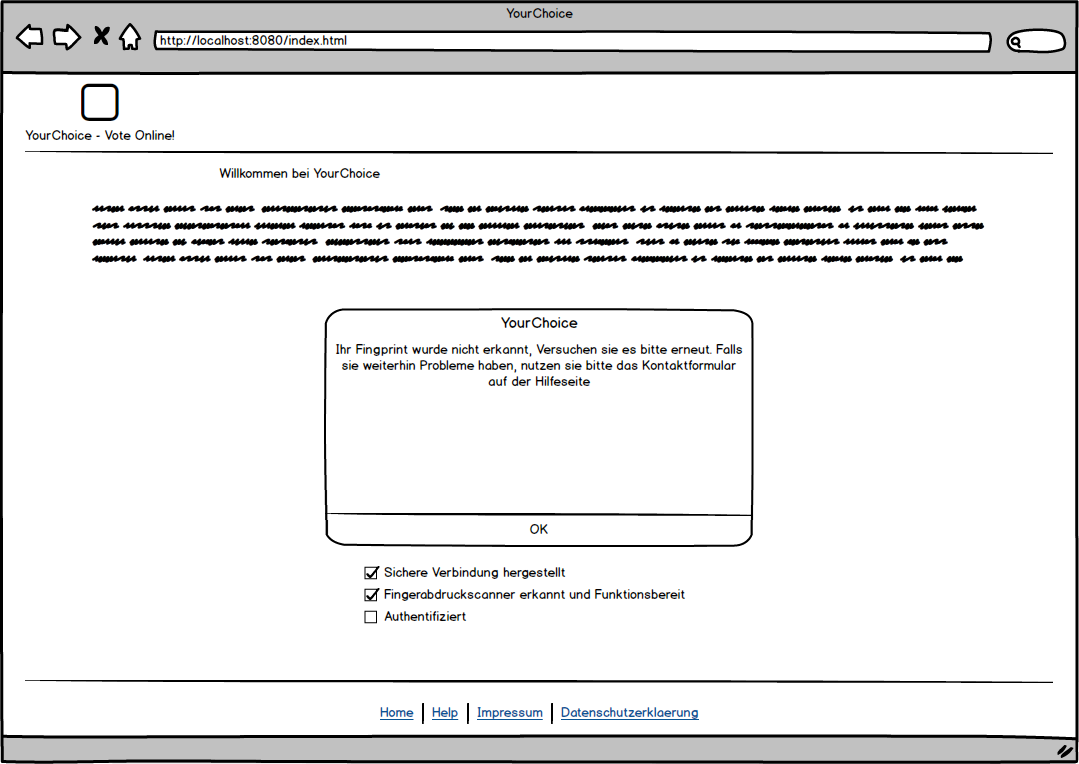 YourChoice
http://localhost:8080/index.html
YourChoice - Vote Online!
Willkommen bei YourChoice
YourChoice
Ihr Fingprint wurde nicht erkannt, Versuchen sie es bitte erneut. Falls
sie weiterhin Probleme haben, nutzen sie bitte das Kontaktformular
auf der Hilfeseite
OK
Sichere Verbindung hergestellt
Fingerabdruckscanner erkannt und Funktionsbereit
Authentifiziert
Home Help Impressum Datenschutzerklaerung